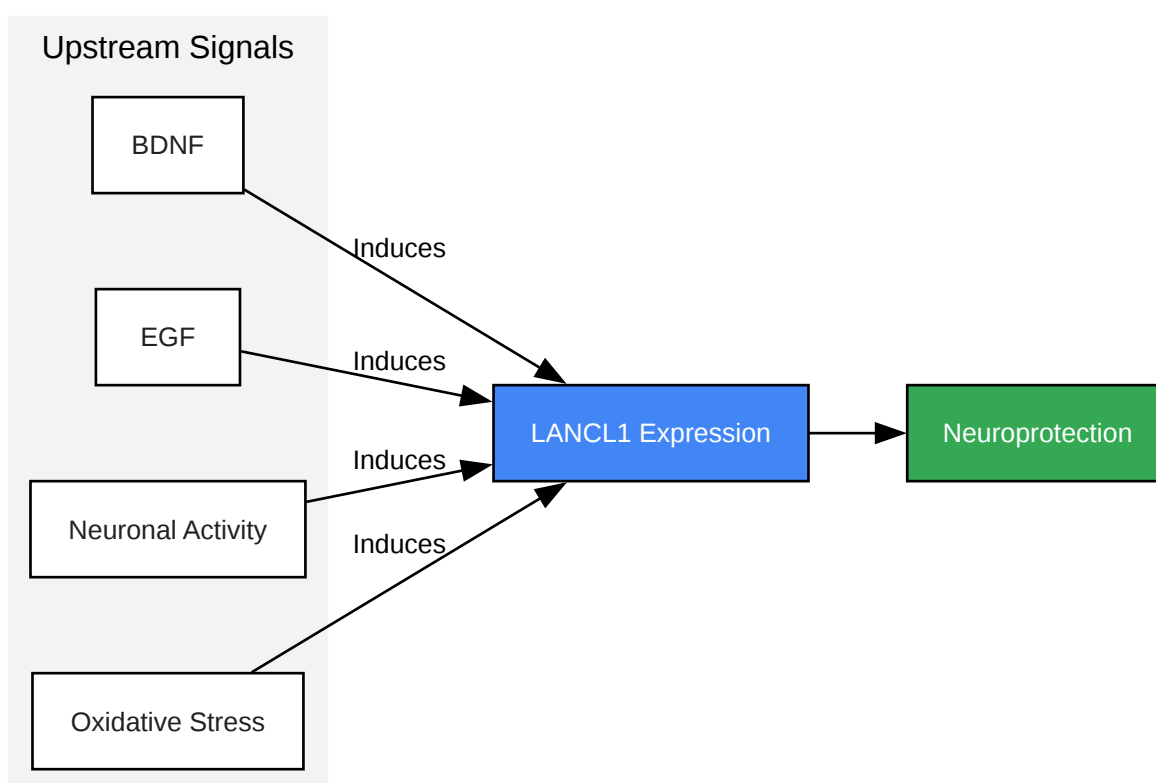 Upstream Signals
BDNF
Induces
EGF
Induces
LANCL1 Expression
Neuroprotection
Induces
Neuronal Activity
Induces
Oxidative Stress